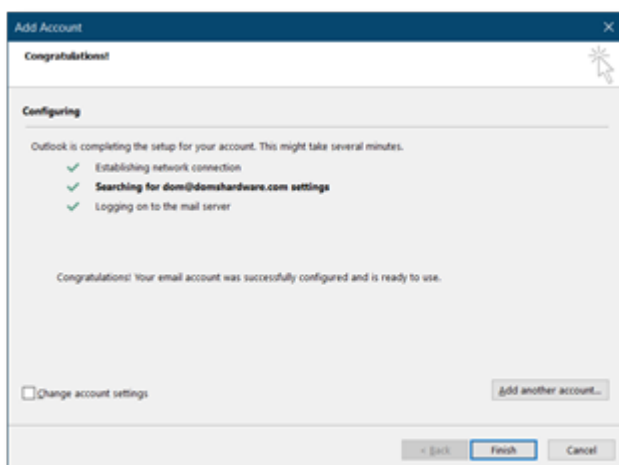 Add Account
Congratulations!
Configuring
Outlook is completing the setup for your account. This might take several minutes.
Establishing network connection
Searching for dom@domshardware.com settings
Logging on to the mail server
Congratulations! Your email account was successfully configured and is ready to use.
Change account settings
Add another account...
< Back
Finish
Cancel